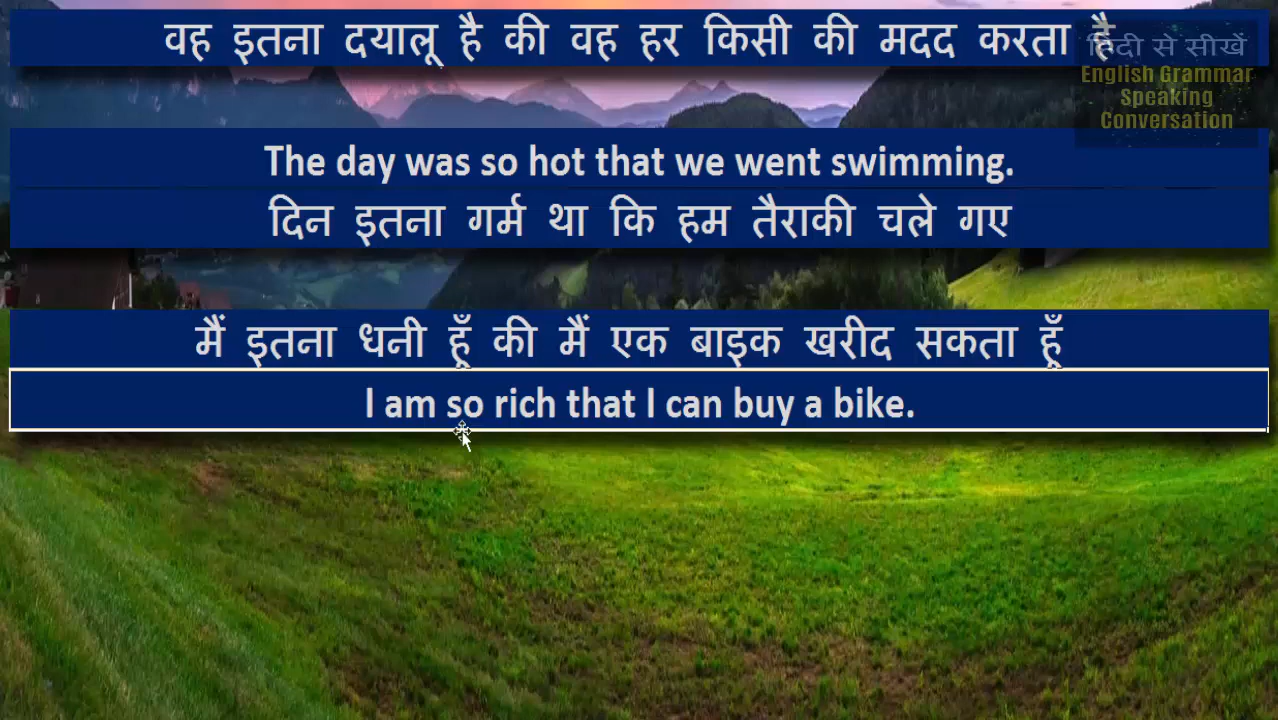 वह इतना दयालू है की वह हर किसी की मदद करता है
हिंदी से सीखें
English Grammar
Speaking
Conversation
The day was so hot that we went swimming.
दिन इतना गर्म था कि हम तैराकी चले गए
मैं इतना धनी हूँ की मैं एक बाइक खरीद सकता हूँ
I am so rich that I can buy a bike.